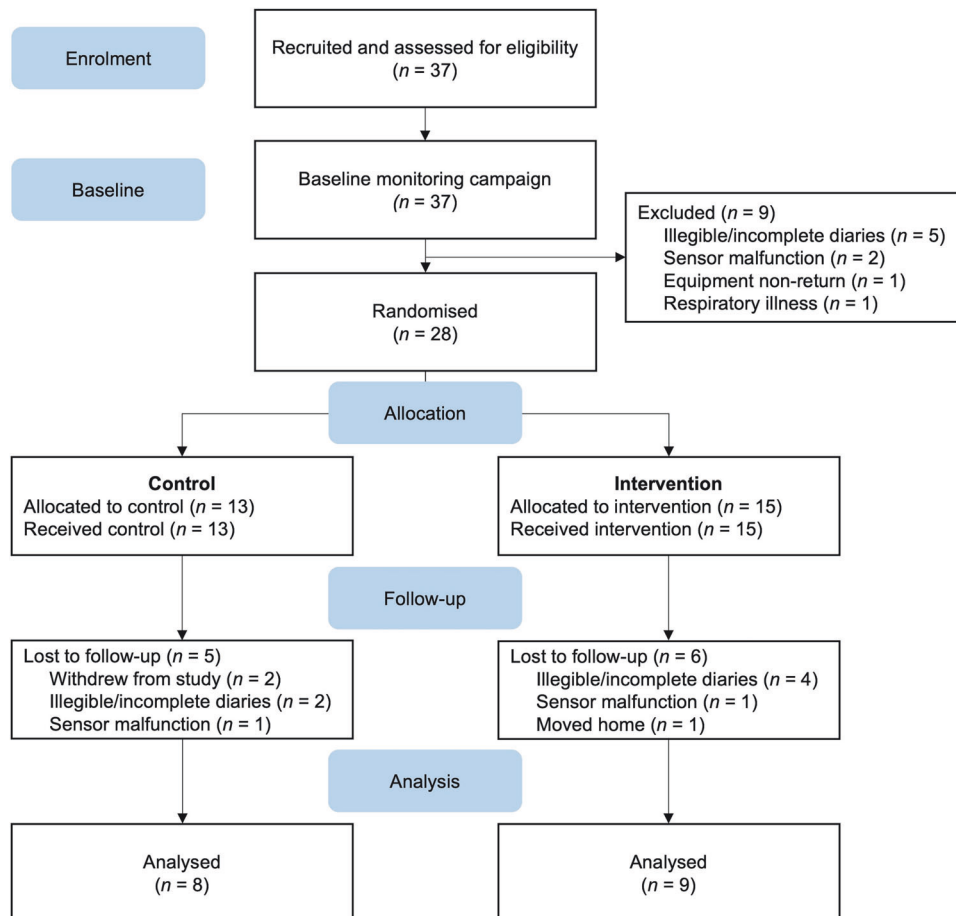 Enrolment
Recruited and assessed for eligibility
(n = 37)
Baseline
Baseline monitoring campaign
(n = 37)
Excluded (n = 9)
Illegible/incomplete diaries (n = 5)
Sensor malfunction (n = 2)
Equipment non-return (n = 1)
Respiratory illness (n = 1)
Randomised
(n = 28)
Allocation
Control
Allocated to control (n = 13)
Received control (n = 13)
Intervention
Allocated to intervention (n = 15)
Received intervention (n = 15)
Follow-up
Lost to follow-up (n = 5)
Withdrew from study (n = 2)
Illegible/incomplete diaries (n = 2)
Sensor malfunction (n = 1)
Lost to follow-up (n = 6)
Illegible/incomplete diaries (n = 4)
Sensor malfunction (n = 1)
Moved home (n = 1)
Analysis
Analysed
(n = 8)
Analysed
(n = 9)